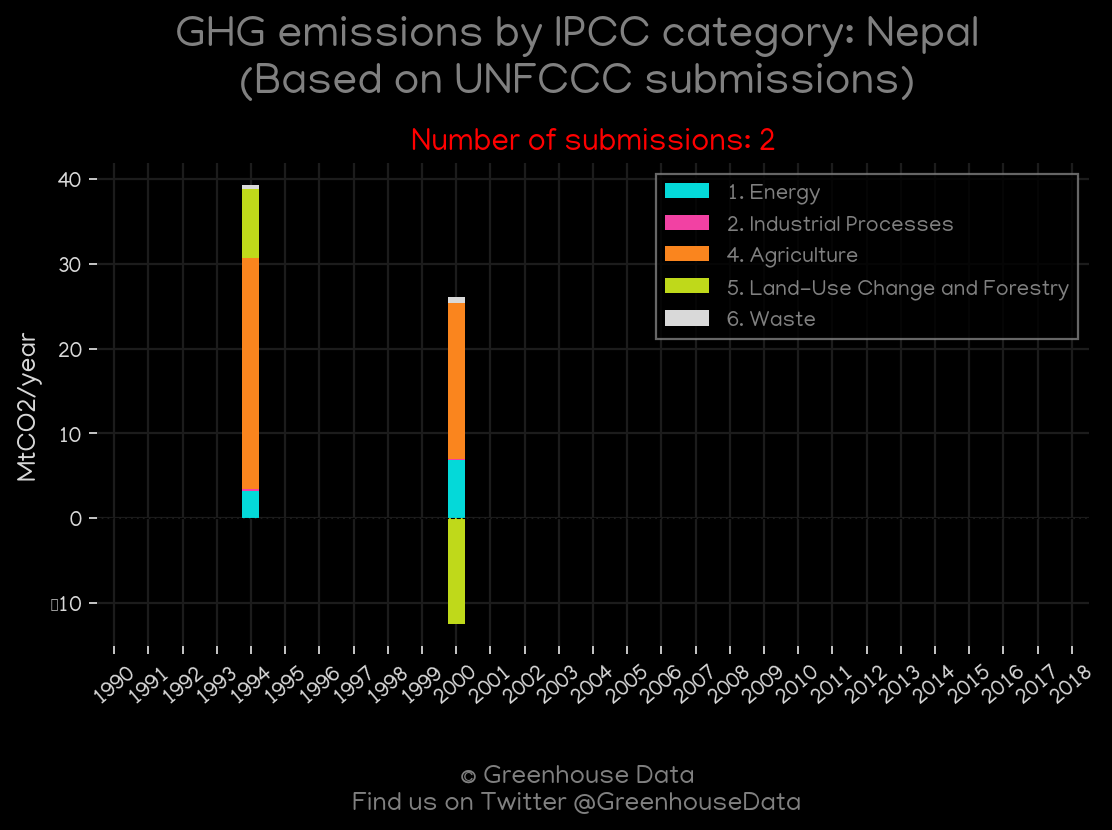 GHG emissions by IPCC category: Nepal
(Based on UNFCCC submissions)
Number of submissions: 2
1. Energy
2. Industrial Processes
4. Agriculture
5. Land-Use Change and Forestry
6. Waste
MtCO2/year
40
30
20
10
0
▯10
1990 1991 1992 1993 1994 1995 1996 1997 1998 1999 2000 2001 2002 2003 2004 2005 2006 2007 2008 2009 2010 2011 2012 2013 2014 2015 2016 2017 2018
© Greenhouse Data
Find us on Twitter @GreenhouseData